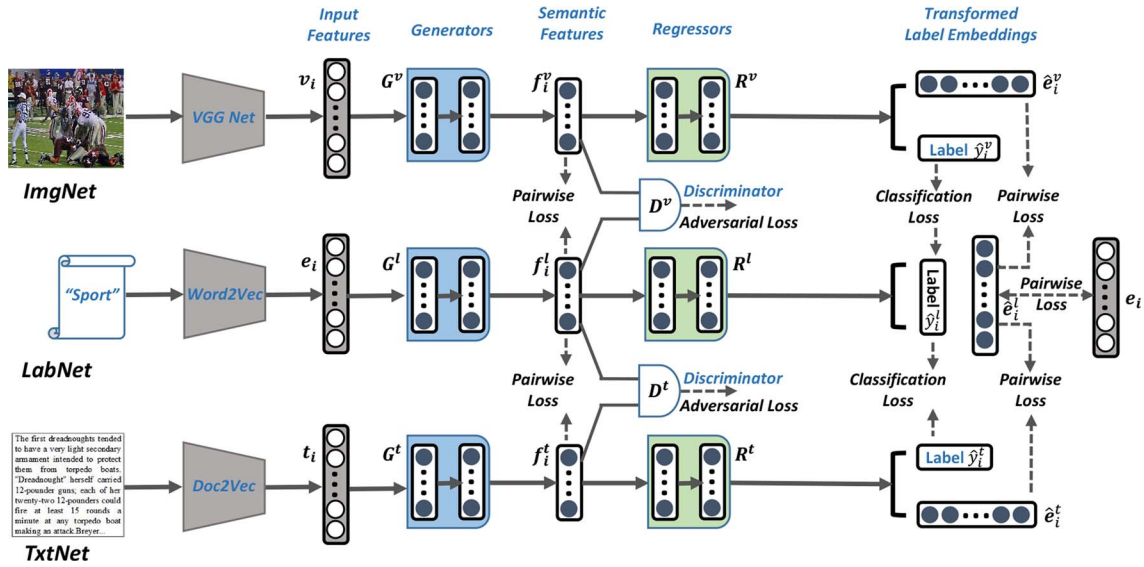 Input
Features
Generators
Semantic
Features
Regressors
Transformed
Label Embeddings
VGG Net
ImgNet
v_i
G^v
f_i^v
R^v
ê_i^v
Label ŷ_i^v
Pairwise
Loss
D^v
Discriminator
Adversarial Loss
Classification
Loss
Pairwise
Loss
"Sport"
Word2Vec
LabNet
e_i
G^l
f_i^l
R^l
Label ŷ_i^l
ê_i^l
Pairwise
Loss
e_i
Pairwise
Loss
D^t
Discriminator
Adversarial Loss
Classification
Loss
Pairwise
Loss
The first dreadnoughts tended
to have a very light secondary
armament intended to protect
them from torpedo boats.
"Dreadnought" herself carried
12-pounder guns; each of her
twenty-two 12-pounders could
fire at least 15 rounds a
minute at any torpedo boat
making an attack.Breyer...
Doc2Vec
TxtNet
t_i
G^t
f_i^t
R^t
Label ŷ_i^t
ê_i^t